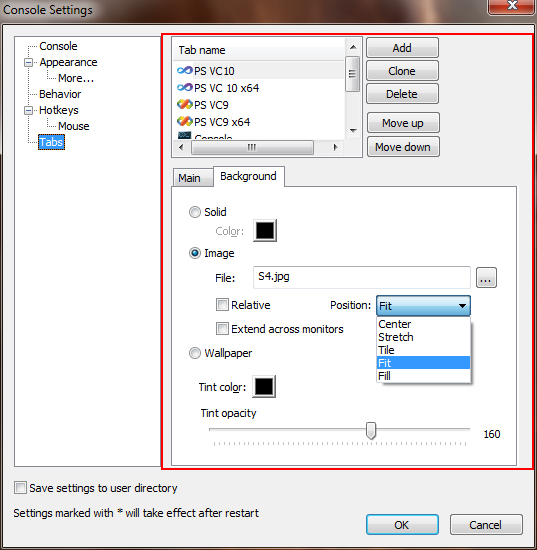 Console Settings
Console
Appearance
More...
Behavior
Hotkeys
Mouse
Tabs
Tab name
PS VC10
PS VC 10 x64
PS VC9
PS VC9 x64
Console
Add
Clone
Delete
Move up
Move down
Main Background
Solid
Color:
Image
File: S4.jpg ...
Relative Position: Fit
Extend across monitors
Center
Stretch
Tile
Fit
Fill
Wallpaper
Tint color:
Tint opacity
160
Save settings to user directory
Settings marked with * will take effect after restart
OK Cancel